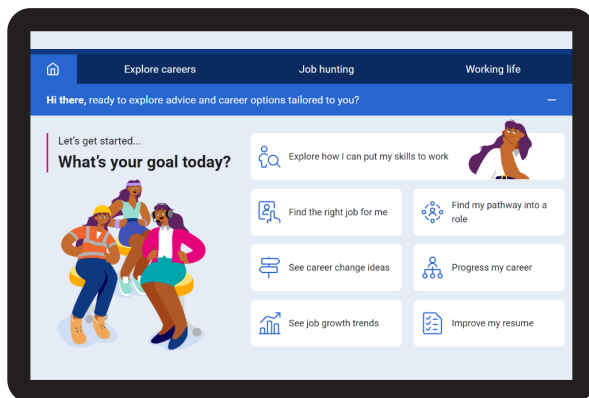 Explore careers
Job hunting
Working life
Hi there, ready to explore advice and career options tailored to you?
Let's get started...
What's your goal today?
Explore how I can put my skills to work
Find the right job for me
Find my pathway into a
role
See career change ideas
Progress my career
See job growth trends
Improve my resume